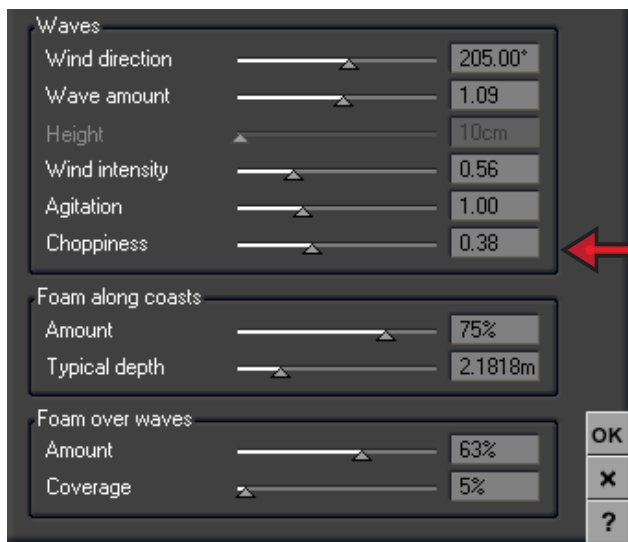 Waves
Wind direction 205.00°
Wave amount 1.09
Height 10cm
Wind intensity 0.56
Agitation 1.00
Choppiness 0.38
Foam along coasts
Amount 75%
Typical depth 2.1818m
Foam over waves
Amount 63%
Coverage 5%
OK
×
?